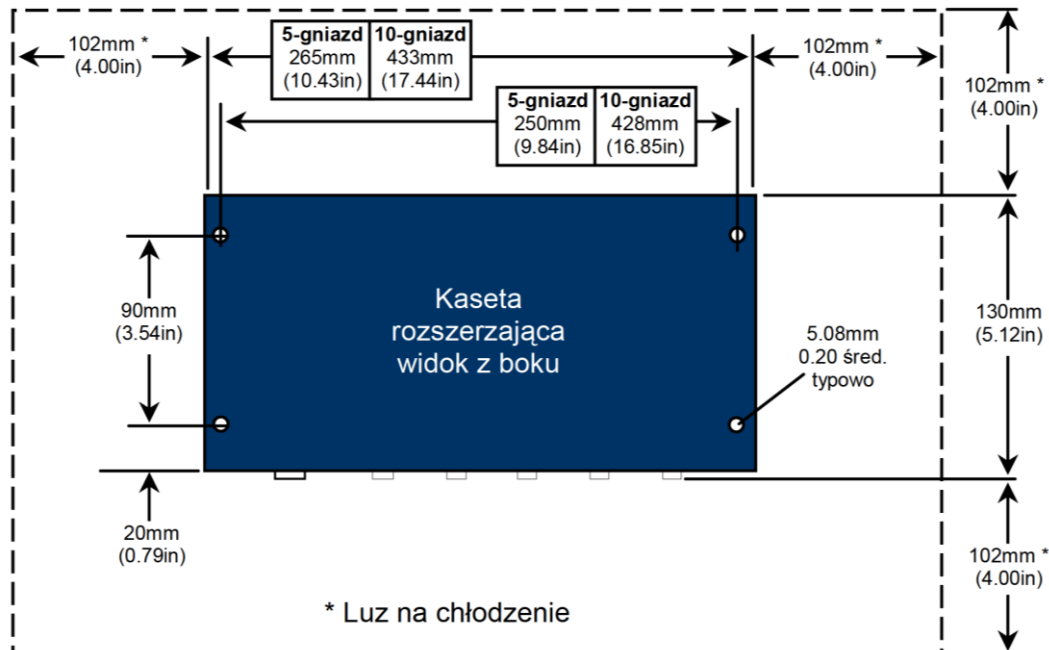 102mm *
(4.00in)
5-gniazd
265mm
(10.43in)
10-gniazd
433mm
(17.44in)
102mm *
(4.00in)
102mm *
(4.00in)
5-gniazd
250mm
(9.84in)
10-gniazd
428mm
(16.85in)
90mm
(3.54in)
Kaseta
rozszerzająca
widok z boku
5.08mm
0.20 śred.
typowo
130mm
(5.12in)
20mm
(0.79in)
102mm *
(4.00in)
* Luz na chłodzenie